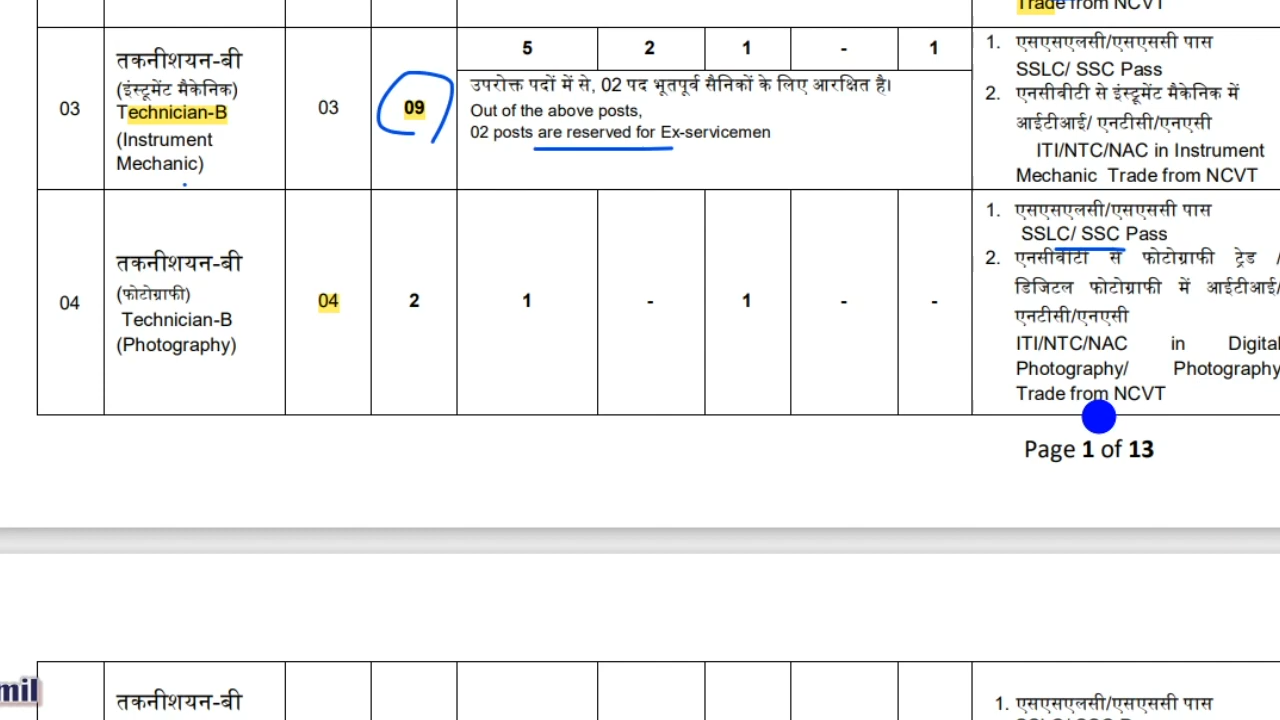 Trade from NCVT
03
तकनीशयन-बी
(इंस्टूमेंट मैकेनिक)
Technician-B
(Instrument
Mechanic)
03
09
5 2 1 - 1
उपरोक्त पदों में से, 02 पद भूतपूर्व सैनिकों के लिए आरक्षित है।
Out of the above posts,
02 posts are reserved for Ex-servicemen
1. एसएसएलसी/एसएससी पास
SSLC/ SSC Pass
2. एनसीबीटी से इंस्टूमेंट मैकेनिक में
आईटीआई/ एनटीसी/एनएसी
ITI/NTC/NAC in Instrument
Mechanic Trade from NCVT
04
तकनीशयन-बी
(फोटोग्राफी)
Technician-B
(Photography)
04
2
1 - 1 - -
1. एसएसएलसी/एसएससी पास
SSLC/ SSC Pass
2. एनसीबीटी से फोटोग्राफी ट्रेड /
डिजिटल फोटोग्राफी में आईटीआई/
एनटीसी/एनएसी
ITI/NTC/NAC in Digital
Photography/ Photography
Trade from NCVT
Page 1 of 13
mil
तकनीशयन-बी
1. एसएसएलसी/एसएससी पास